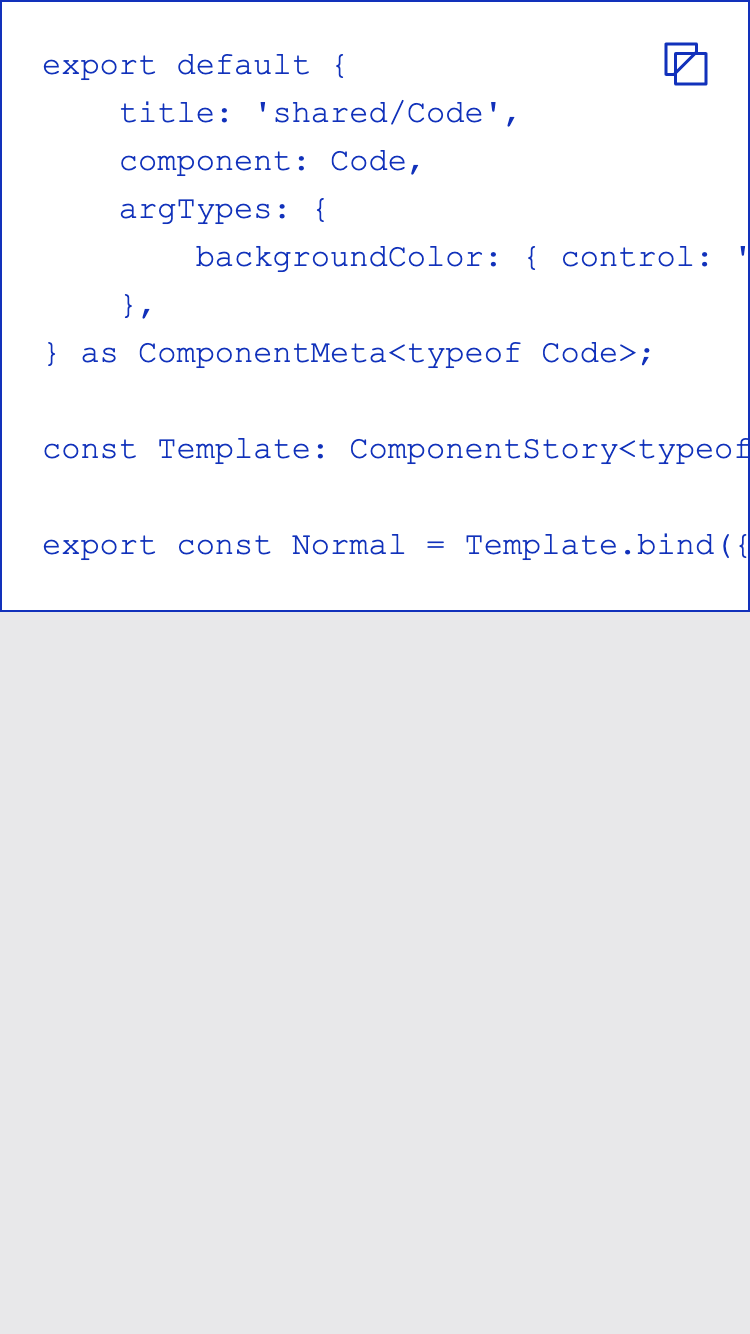 export default {
    title: 'shared/Code',
    component: Code,
    argTypes: {
        backgroundColor: { control: '
    },
} as ComponentMeta<typeof Code>;
const Template: ComponentStory<typeof
export const Normal = Template.bind({